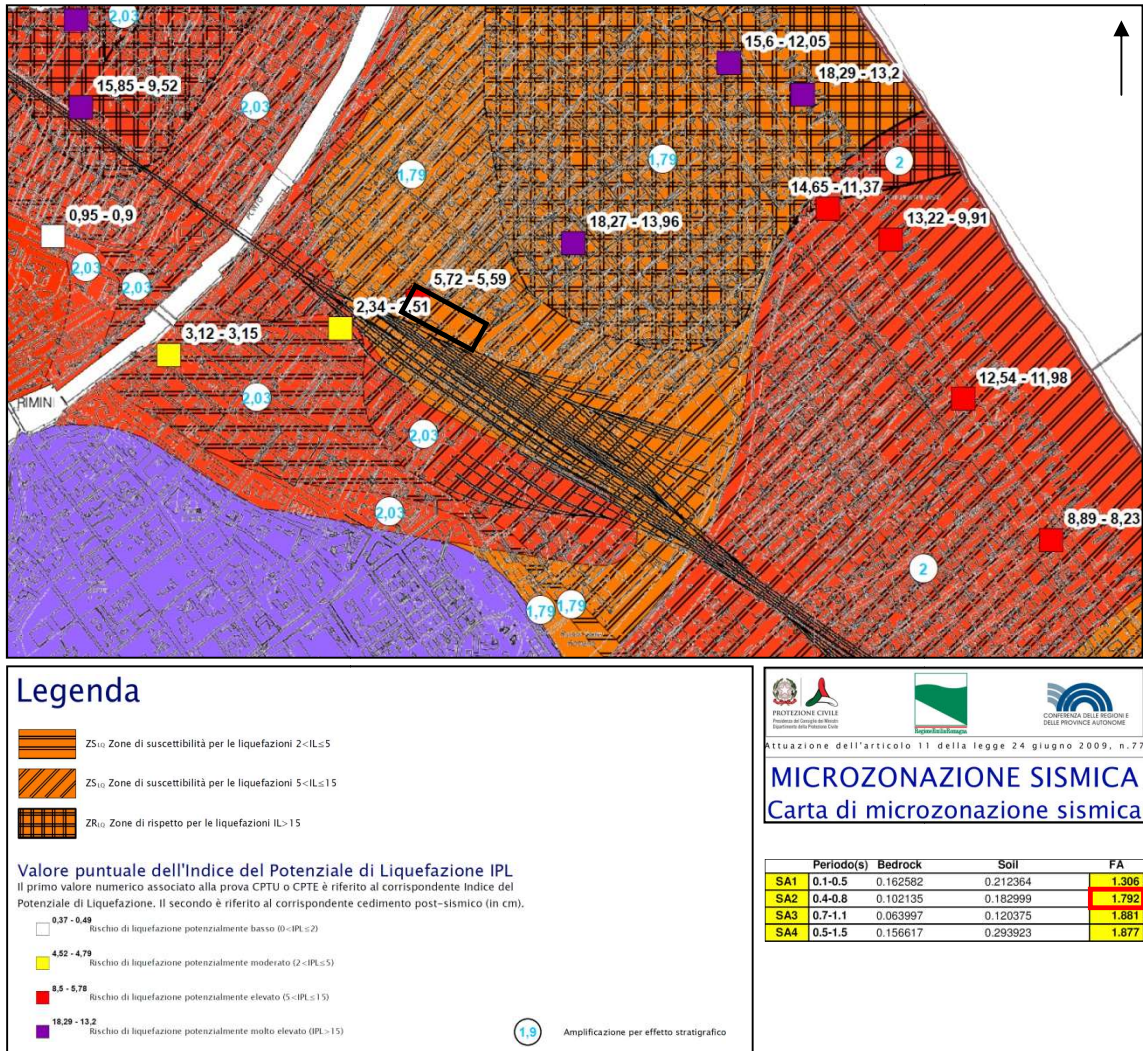 2,03
15,6 - 12,05
18,29 - 13,2
15,85 - 9,52
2,03
1,79
1,79
2
14,65 - 11,37
0,95 - 0,9
18,27 - 13,96
13,22 - 9,91
2,03
2,03
5,72 - 5,59
2,34 -
,51
3,12 - 3,15
12,54 - 11,98
RIMINI
2,03
2,03
2,03
8,89 - 8,23
2
1,79
1,79
Legenda
ZS LQ Zone di suscettibilità per le liquefazioni 2<IL≤5
ZS LQ Zone di suscettibilità per le liquefazioni 5<IL≤15
ZR LQ Zone di rispetto per le liquefazioni IL>15
Valore puntuale dell'Indice del Potenziale di Liquefazione IPL
Il primo valore numerico associato alla prova CPTU o CPTE è riferito al corrispondente Indice del
Potenziale di Liquefazione. Il secondo è riferito al corrispondente cedimento post-sismico (in cm).
0,37 - 0,49
Rischio di liquefazione potenzialmente basso (0<IPL≤2)
4,52 - 4,79
Rischio di liquefazione potenzialmente moderato (2<IPL≤5)
8,5 - 5,78
Rischio di liquefazione potenzialmente elevato (5<IPL≤15)
18,29 - 13,2
Rischio di liquefazione potenzialmente molto elevato (IPL>15)
1,9 Amplificazione per effetto stratigrafico
PROTEZIONE CIVILE
Presidenza del Consiglio dei Ministri
Dipartimento della Protezione Civile
RegioneEmiliaRomagna
CONFERENZA DELLE REGIONI E
DELLE PROVINCE AUTONOME
Attuazione dell'articolo 11 della legge 24 giugno 2009, n.77
MICROZONAZIONE SISMICA
Carta di microzonazione sismica
Periodo(s) Bedrock Soil FA
SA1 0.1-0.5 0.162582 0.212364 1.306
SA2 0.4-0.8 0.102135 0.182999 1.792
SA3 0.7-1.1 0.063997 0.120375 1.881
SA4 0.5-1.5 0.156617 0.293923 1.877